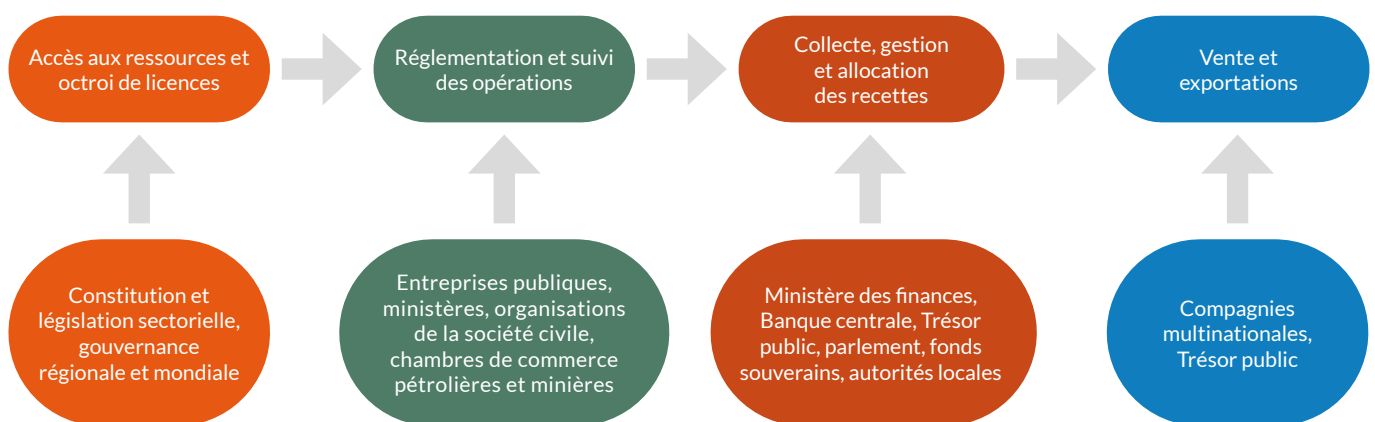 Accès aux ressources et
octroi de licences
Réglementation et suivi
des opérations
Collecte, gestion
et allocation
des recettes
Vente et
exportations
Constitution et
législation sectorielle,
gouvernance
régionale et mondiale
Entreprises publiques,
ministères, organisations
de la société civile,
chambres de commerce
pétrolières et minières
Ministère des finances,
Banque centrale, Trésor
public, parlement, fonds
souverains, autorités locales
Compagnies
multinationales,
Trésor public